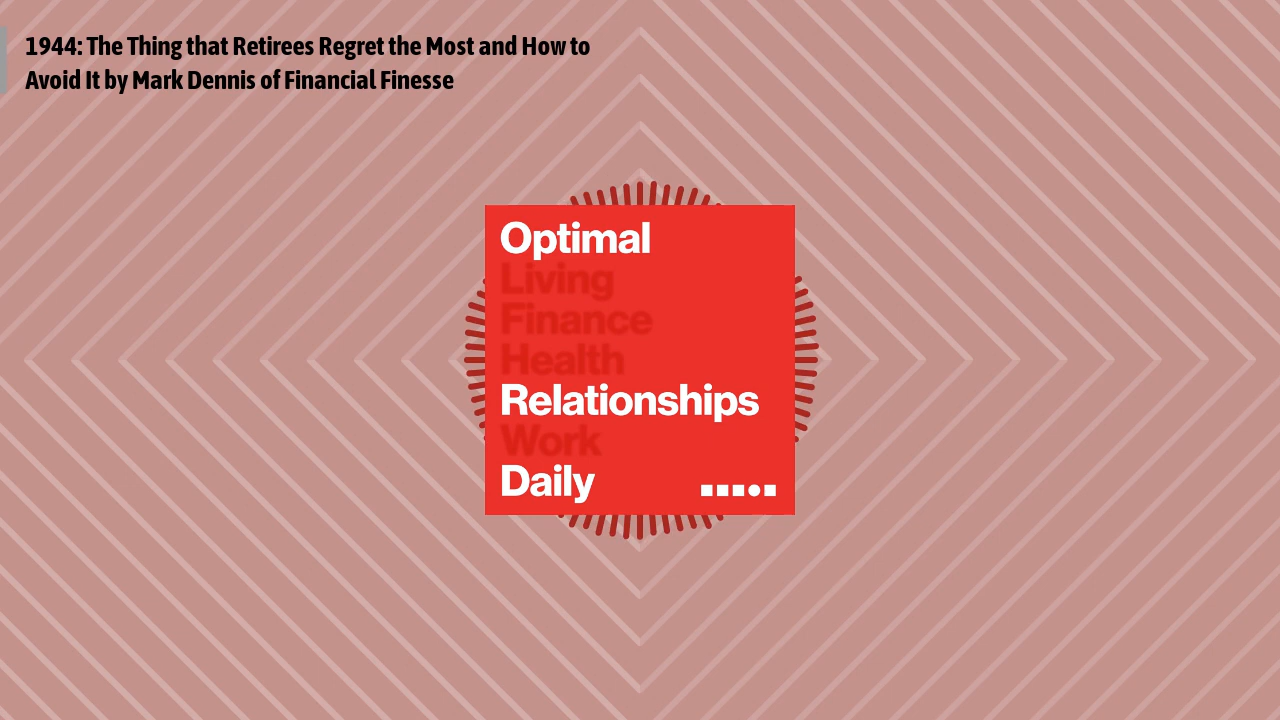 1944: The Thing that Retirees Regret the Most and How to
Avoid It by Mark Dennis of Financial Finesse
Optimal
Living
Finance
Health
Relationships
Work
Daily